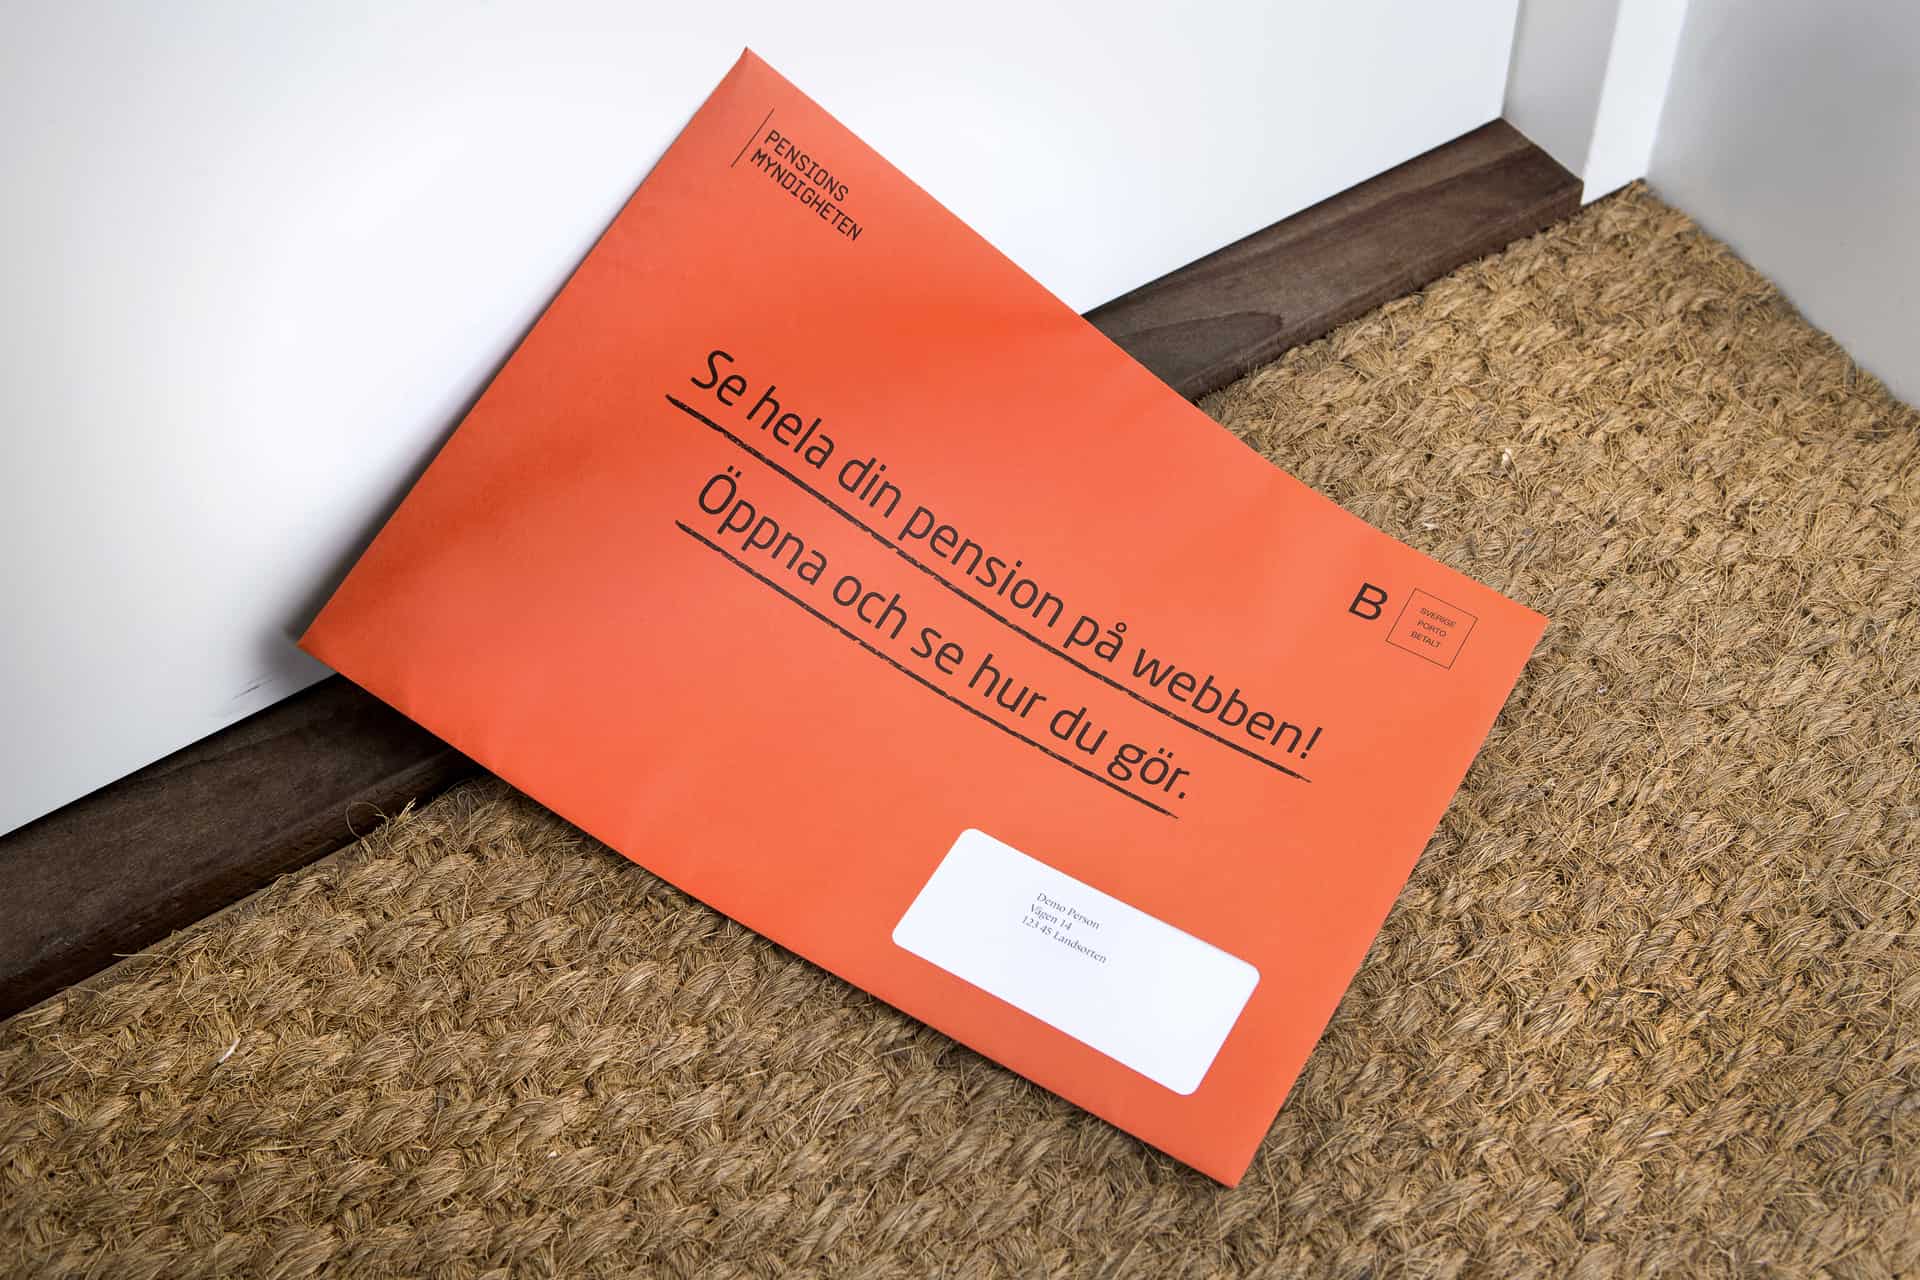 PENSIONS
MYNDIGHETEN
Se hela din pension på webben!
Öppna och se hur du gör.
B
SVERIGE
PORTO
BETALT
Demo Person
Vägen 14
123 45 Landsorten